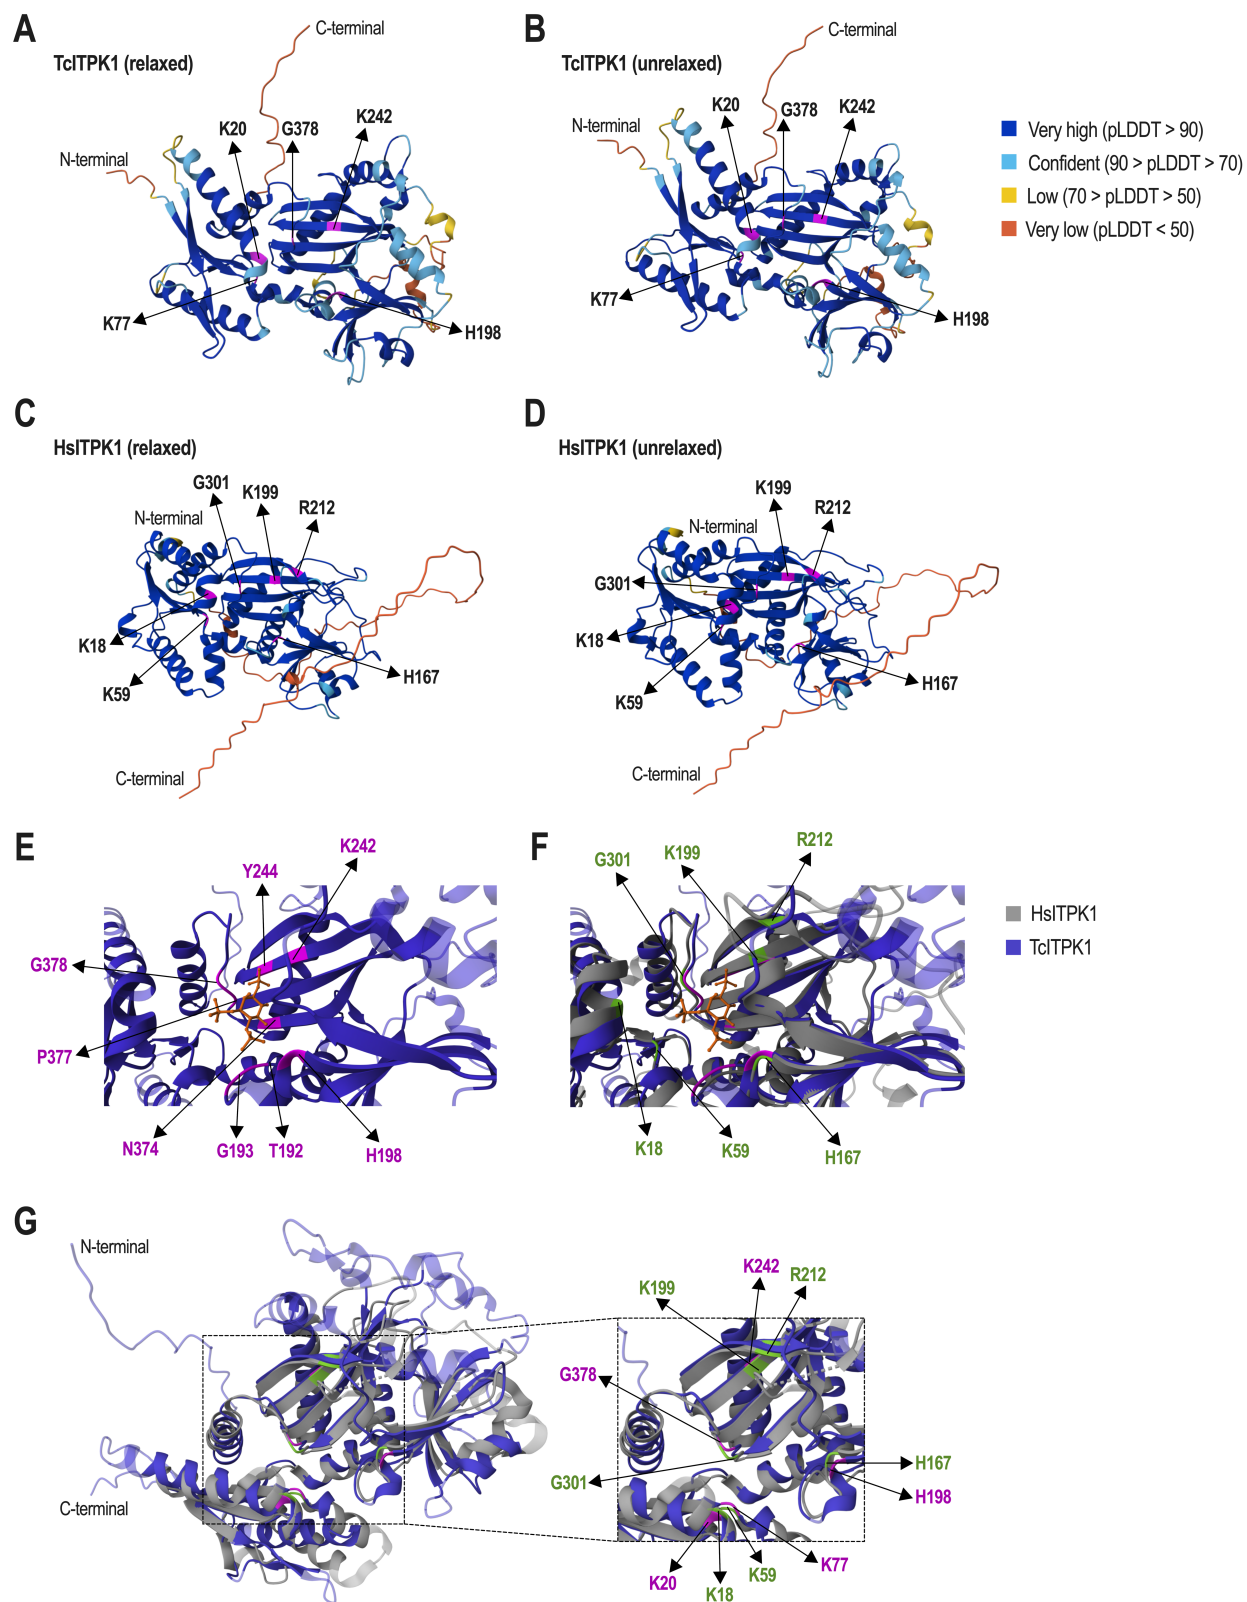 A
TcITPK1 (relaxed)
C-terminal
N-terminal
K20
G378
K242
K77
H198
B
TcITPK1 (unrelaxed)
C-terminal
N-terminal
K20
G378
K242
K77
H198
Very high (pLDDT > 90)
Confident (90 > pLDDT > 70)
Low (70 > pLDDT > 50)
Very low (pLDDT < 50)
C
HsITPK1 (relaxed)
G301
K199
R212
N-terminal
K18
K59
H167
C-terminal
D
HsITPK1 (unrelaxed)
K199
R212
N-terminal
G301
K18
K59
H167
C-terminal
E
K242
Y244
G378
P377
N374
G193
T192
H198
F
R212
K199
G301
K18
K59
H167
HsITPK1
TcITPK1
G
N-terminal
C-terminal
K242
R212
K199
G378
G301
H167
H198
K77
K59
K20
K18